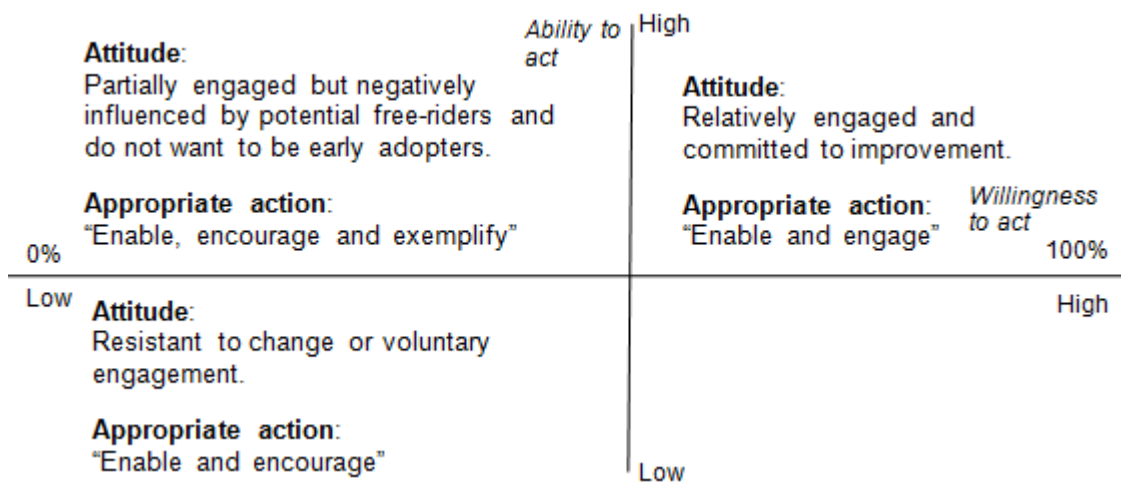 Ability to
act
High
Attitude:
Partially engaged but negatively
influenced by potential free-riders and
do not want to be early adopters.
Appropriate action:
“Enable, encourage and exemplify”
0%
Attitude:
Relatively engaged and
committed to improvement.
Appropriate action:
“Enable and engage”
Willingness
to act
100%
Low
High
Attitude:
Resistant to change or voluntary
engagement.
Appropriate action:
“Enable and encourage”
Low